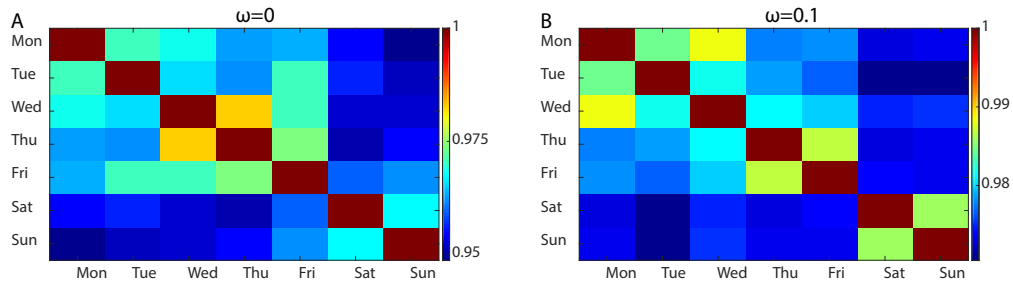 A
ω=0
Mon
Tue
Wed
Thu
Fri
Sat
Sun
Mon Tue Wed Thu Fri Sat Sun
1
0.975
0.95
B
ω=0.1
Mon
Tue
Wed
Thu
Fri
Sat
Sun
Mon Tue Wed Thu Fri Sat Sun
1
0.99
0.98